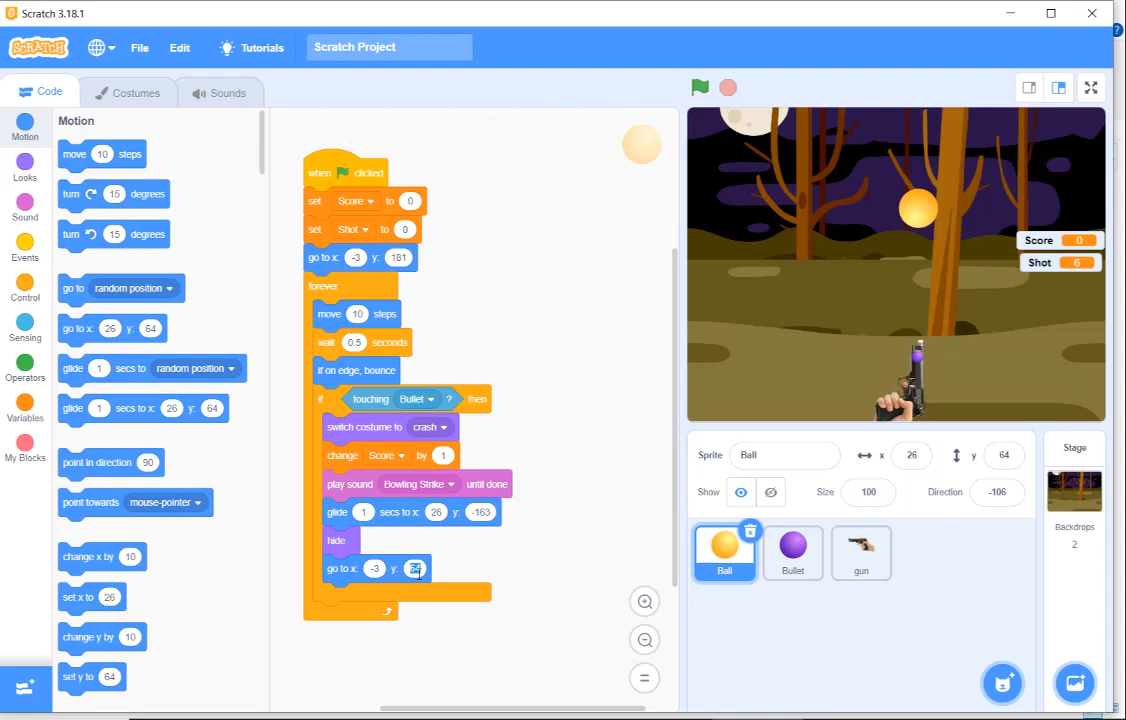 Scratch 3.18.1
SCRATCH File Edit Tutorials Scratch Project
Code Costumes Sounds
Motion
Looks
Sound
Events
Control
Sensing
Operators
Variables
My Blocks
Motion
move 10 steps
turn 15 degrees
turn 15 degrees
go to random position
go to x: 26 y: 64
glide 1 secs to random position
glide 1 secs to x: 26 y: 64
point in direction 90
point towards mouse-pointer
change x by 10
set x to 26
change y by 10
set y to 64
when clicked
set Score to 0
set Shot to 0
go to x: -3 y: 181
forever
move 10 steps
wait 0.5 seconds
if on edge, bounce
if touching Bullet ? then
switch costume to crash
change Score by 1
play sound Bowling Strike until done
glide 1 secs to x: 26 y: -163
hide
go to x: -3 y: 64
Score 0
Shot 6
Sprite Ball x 26 y 64
Show Size 100 Direction -106
Ball Bullet gun
Stage
Backdrops
2